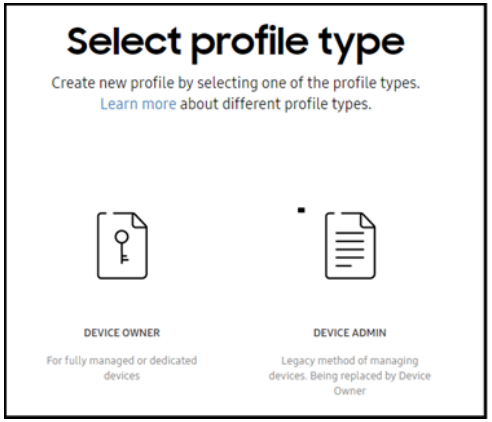 Select profile type
Create new profile by selecting one of the profile types.
Learn more about different profile types.
DEVICE OWNER
For fully managed or dedicated
devices
DEVICE ADMIN
Legacy method of managing
devices. Being replaced by Device
Owner